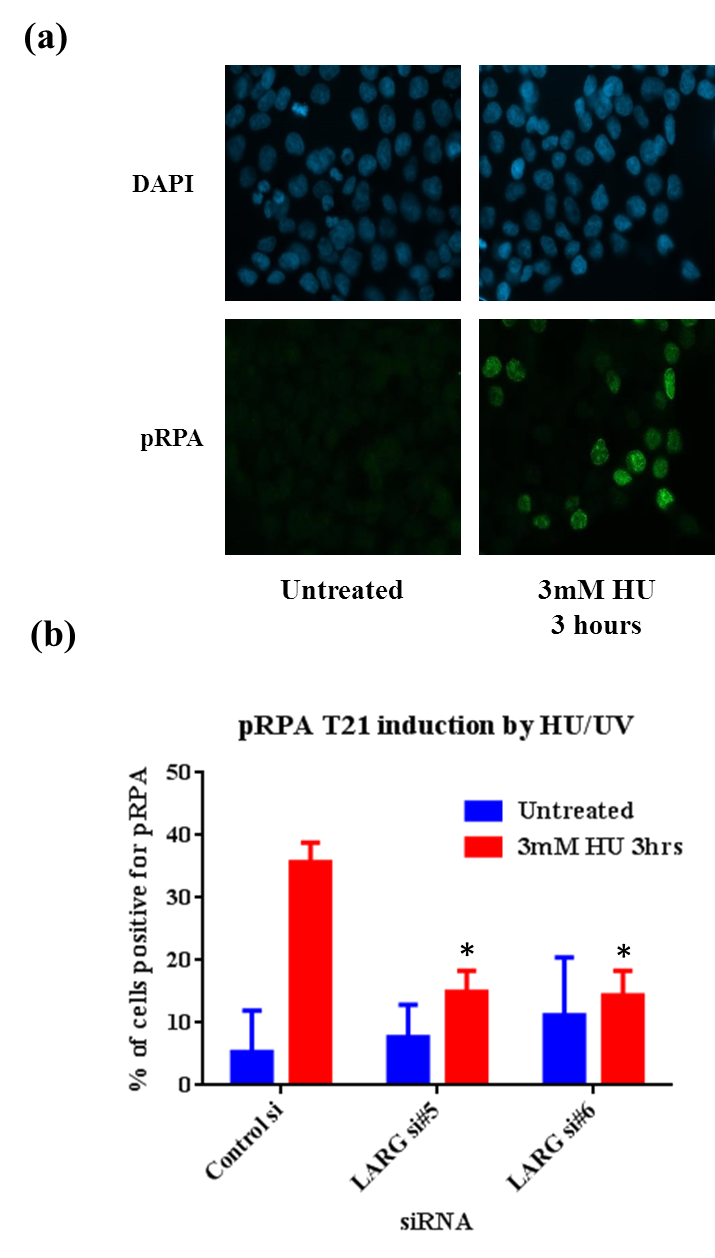 (a)
DAPI
pRPA
Untreated
3mM HU
3 hours
(b)
pRPA T21 induction by HU/UV
% of cells positive for pRPA
50
40
30
20
10
0
Untreated
3mM HU 3hrs
*
*
Control si
LARG si#5
LARG si#6
siRNA